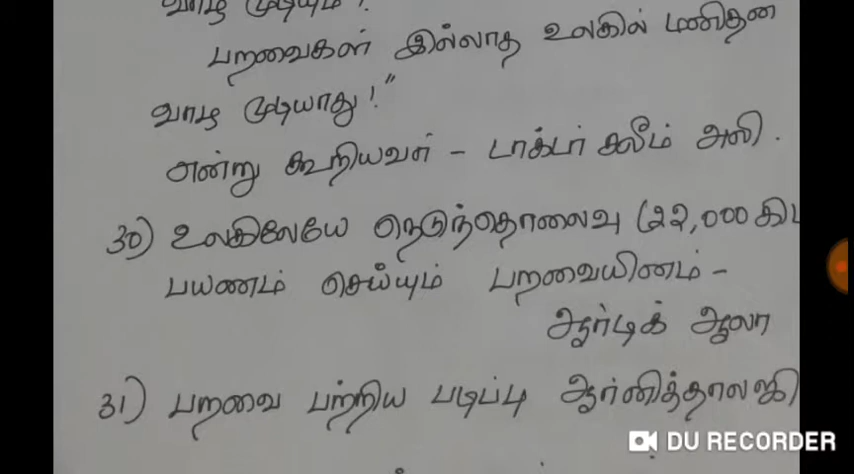 வாழ முடியும்!
பறவைகள் இல்லாத உலகில் மனிதன
வாழ முடியாது!"
என்று கூறியவர் - டாக்டர் சலீம் அலி.
30) உலகிலேயே நெடுந்தொலைவு (22,000 கி
பயணம் செய்யும் பறவையினம் -
ஆர்டிக் ஆலா
31) பறவை பற்றிய படிப்பு ஆர்னித்தாலஜி
DU RECORDER